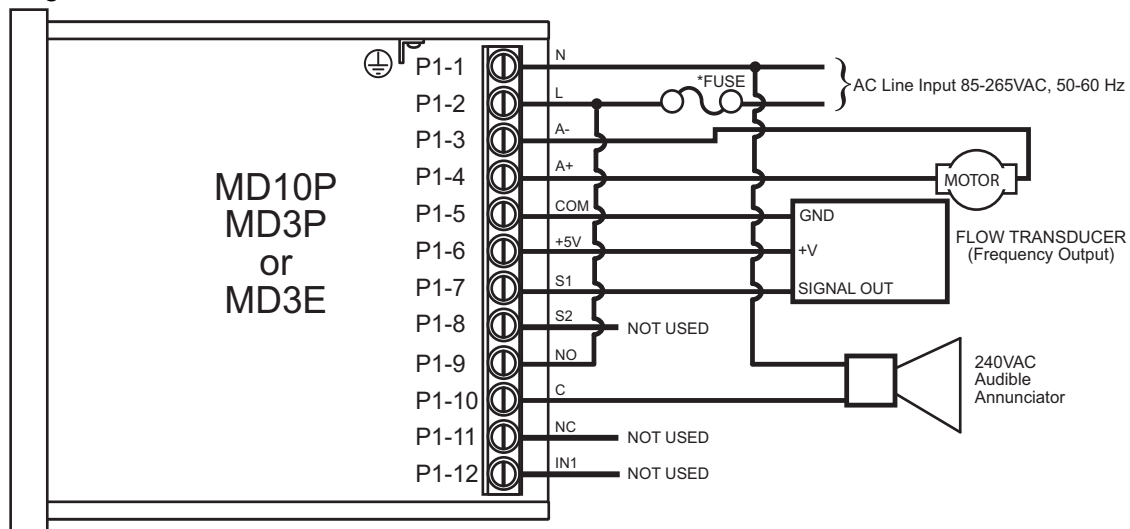 MD10P
MD3P
or
MD3E
P1-1
P1-2
P1-3
P1-4
P1-5
P1-6
P1-7
P1-8
P1-9
P1-10
P1-11
P1-12
N
L
A-
A+
COM
+5V
S1
S2
NO
C
NC
IN1
*FUSE
AC Line Input 85-265VAC, 50-60 Hz
MOTOR
GND
+V
SIGNAL OUT
FLOW TRANSDUCER
(Frequency Output)
NOT USED
240VAC
Audible
Annunciator
NOT USED
NOT USED